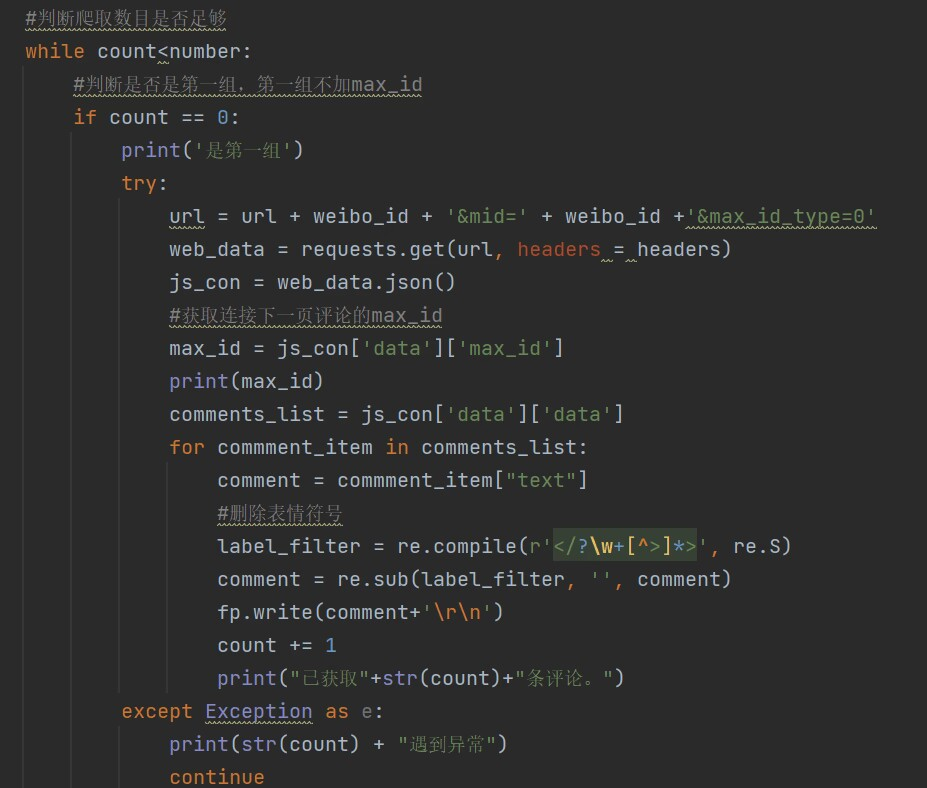 #判断爬取数目是否足够
while count<number:
    #判断是否是第一组，第一组不加max_id
    if count == 0:
        print('是第一组')
        try:
            url = url + weibo_id + '&mid=' + weibo_id +'&max_id_type=0'
            web_data = requests.get(url, headers = headers)
            js_con = web_data.json()
            #获取连接下一页评论的max_id
            max_id = js_con['data']['max_id']
            print(max_id)
            comments_list = js_con['data']['data']
            for commment_item in comments_list:
                comment = commment_item["text"]
                #删除表情符号
                label_filter = re.compile(r'</?\w+[^>]*>', re.S)
                comment = re.sub(label_filter, '', comment)
                fp.write(comment+'\r\n')
                count += 1
                print("已获取"+str(count)+"条评论。")
        except Exception as e:
            print(str(count) + "遇到异常")
            continue